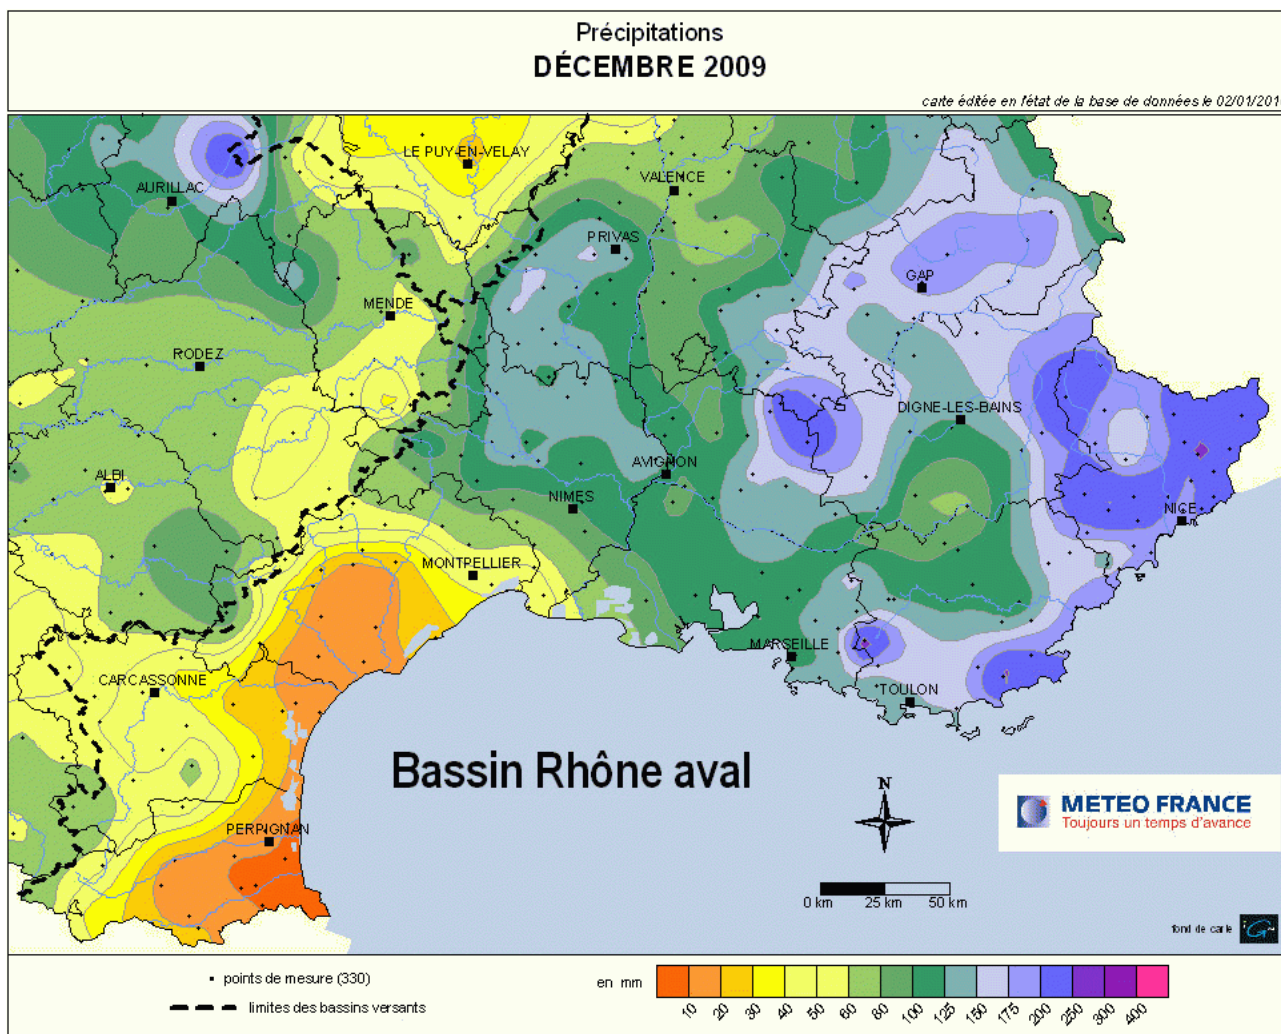 Précipitations
DÉCEMBRE 2009
carte éditée en l'état de la base de données le 02/01/201
LE PUY-EN-VELAY
AURILLAC
VALENCE
PRIVAS
GAP
MENDE
RODEZ
DIGNE-LES-BAINS
ALBI
AVIGNON
NIMES
NICE
MONTPELLIER
MARSEILLE
CARCASSONNE
TOULON
Bassin Rhône aval
N
METEO FRANCE
Toujours un temps d'avance
PERPIGNAN
0 km 25 km 50 km
fond de carte
points de mesure (330)
limites des bassins versants
en mm
10 20 30 40 50 60 80 100 125 150 175 200 250 300 400